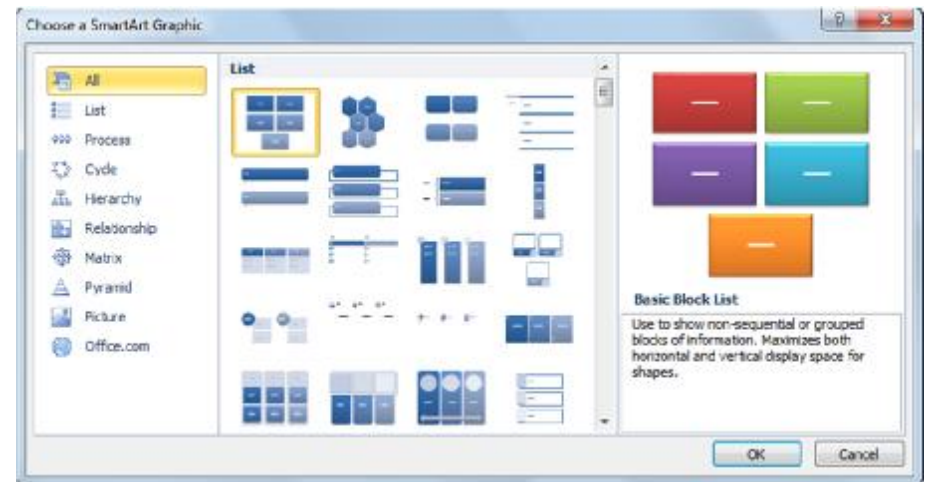 Choose a SmartArt Graphic
All
List
Process
Cycle
Hierarchy
Relationship
Matrix
Pyramid
Picture
Office.com
List
Basic Block List
Use to show non-sequential or grouped
blocks of information. Maximizes both
horizontal and vertical display space for
shapes.
OK
Cancel